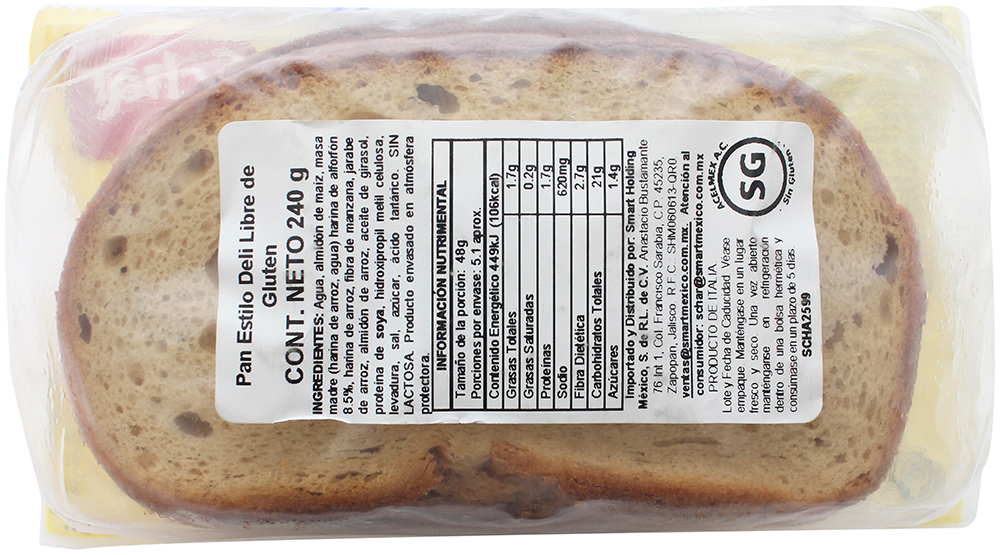 Schär
Pan Estilo Deli Libre de
Gluten
CONT. NETO 240 g
INGREDIENTES: Agua, almidón de maiz, masa
madre (harina de arroz, agua) harina de alforfón
8.5%, harina de arroz, fibra de manzana, jarabe
de arroz, almidón de arroz, aceite de girasol,
proteína de soya, hidroxipropil metil celulosa,
levadura, sal, azucar, ácido tartárico. SIN
LACTOSA. Producto envasado en atmósfera
protectora.
INFORMACIÓN NUTRIMENTAL
Tamaño de la porción: 48g
Porciones por envase: 5.1 aprox.
Contenido Energético 449kJ (106kcal)
Grasas Totales 1.7g
Grasas Saturadas 0.2g
Proteínas 1.7g
Sodio 620mg
Fibra Dietética 2.7g
Carbohidratos Totales 21g
Azúcares 1.4g
Importado y Distribuido por: Smart Holding
México, S. de R.L. de C.V. Anastacio Bustamante
76 Int 1, Col. Francisco Sarabia, C.P. 45235,
Zapopan, Jalisco R.F.C.: SHM060613-QR0
ventas@smartmexico.com.mx. Atención al
consumidor: schar@smartmexico.com.mx
PRODUCTO DE ITALIA
Lote y Fecha de Caducidad Vease
empaque Manténgase en un lugar
fresco y seco Una vez abierto
manténgarse en refrigeración
dentro de una bolsa hermética y
consúmase en un plazo de 5 días.
SCHA2599
ACELMEX,A.C
SG
Sin Gluten